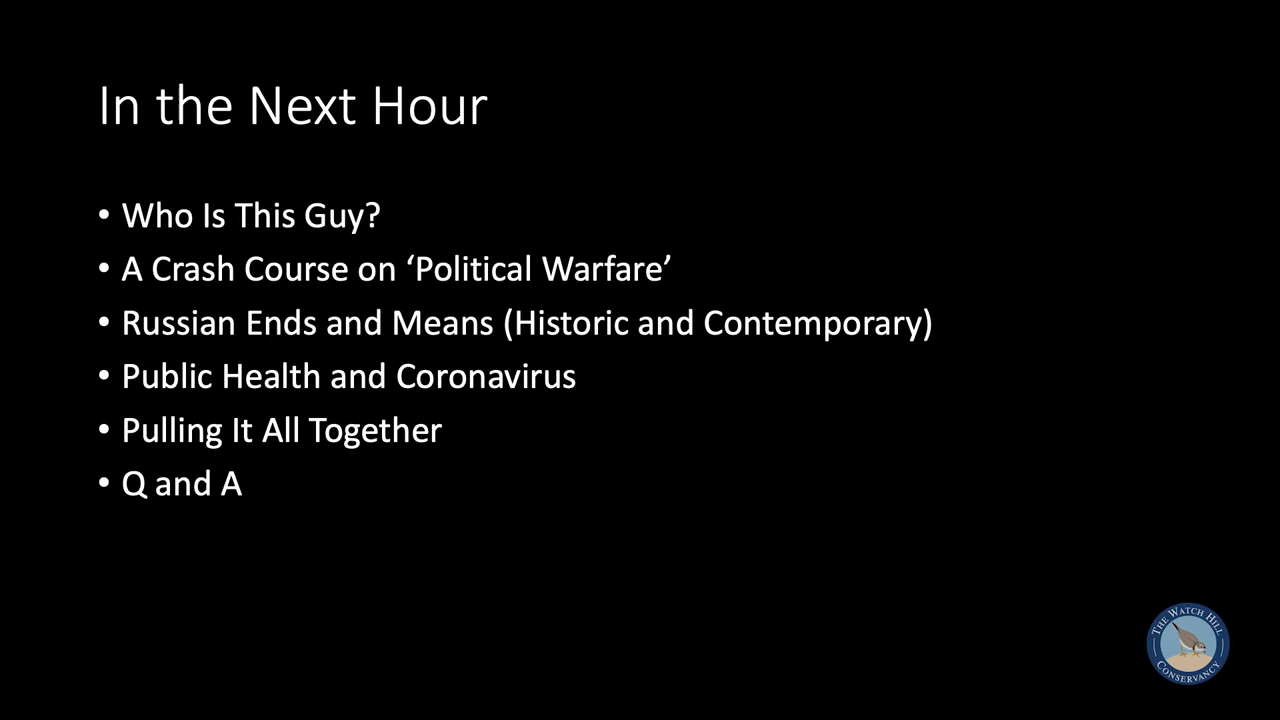 In the Next Hour
• Who Is This Guy?
• A Crash Course on ‘Political Warfare’
• Russian Ends and Means (Historic and Contemporary)
• Public Health and Coronavirus
• Pulling It All Together
• Q and A
THE WATCH HILL
CONSERVANCY